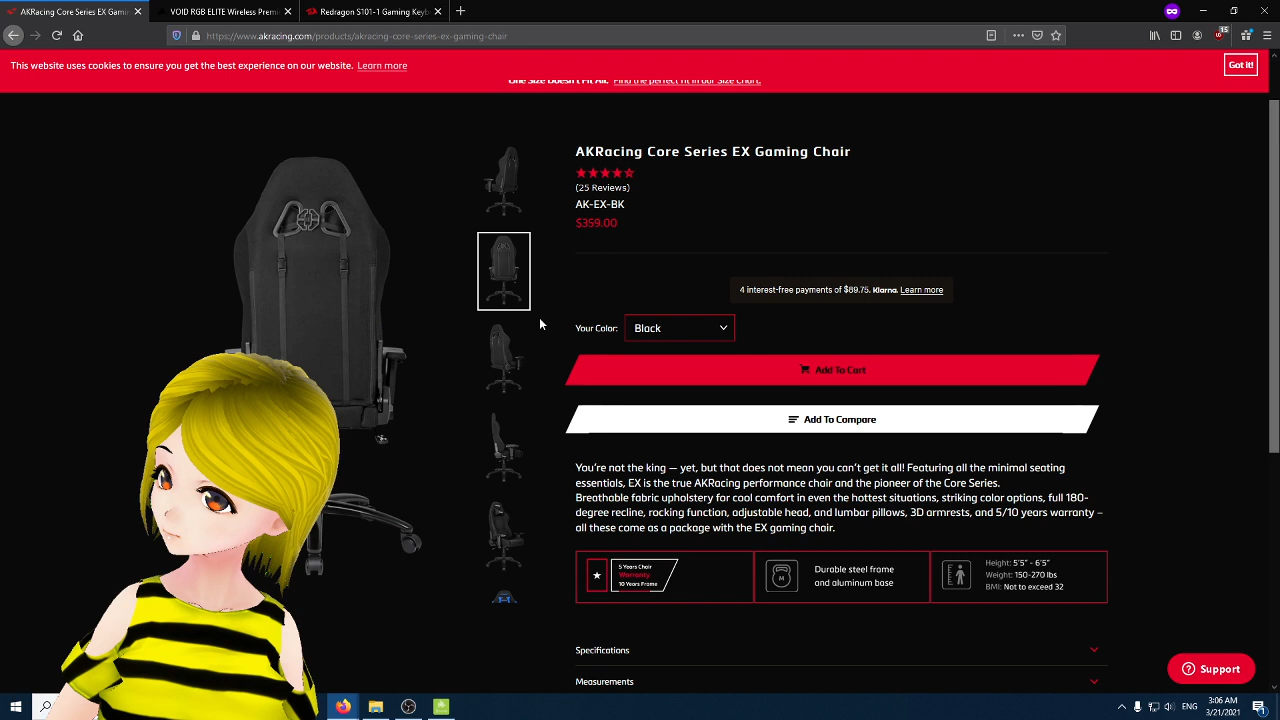 AKRacing Core Series EX Gamin
VOID RGB ELITE Wireless Premi
Redragon S101-1 Gaming Keyb
https://www.akracing.com/products/akracing-core-series-ex-gaming-chair
15
This website uses cookies to ensure you get the best experience on our website. Learn more
Got it!
One Size Doesn't Fit All. Find the perfect fit in our Size Chart.
AKRacing Core Series EX Gaming Chair
(25 Reviews)
AK-EX-BK
$359.00
4 interest-free payments of $89.75. Klarna. Learn more
Your Color: Black
Add To Cart
Add To Compare
You're not the king — yet, but that does not mean you can't get it all! Featuring all the minimal seating
essentials, EX is the true AKRacing performance chair and the pioneer of the Core Series.
Breathable fabric upholstery for cool comfort in even the hottest situations, striking color options, full 180-
degree recline, rocking function, adjustable head, and lumbar pillows, 3D armrests, and 5/10 years warranty –
all these come as a package with the EX gaming chair.
5 Years Chair
Warranty
10 Years Frame
M
Durable steel frame
and aluminum base
Height: 5'5" - 6'5"
Weight: 150-270 lbs
BMI: Not to exceed 32
Specifications
Measurements
Support
ENG
3:06 AM
3/21/2021
1